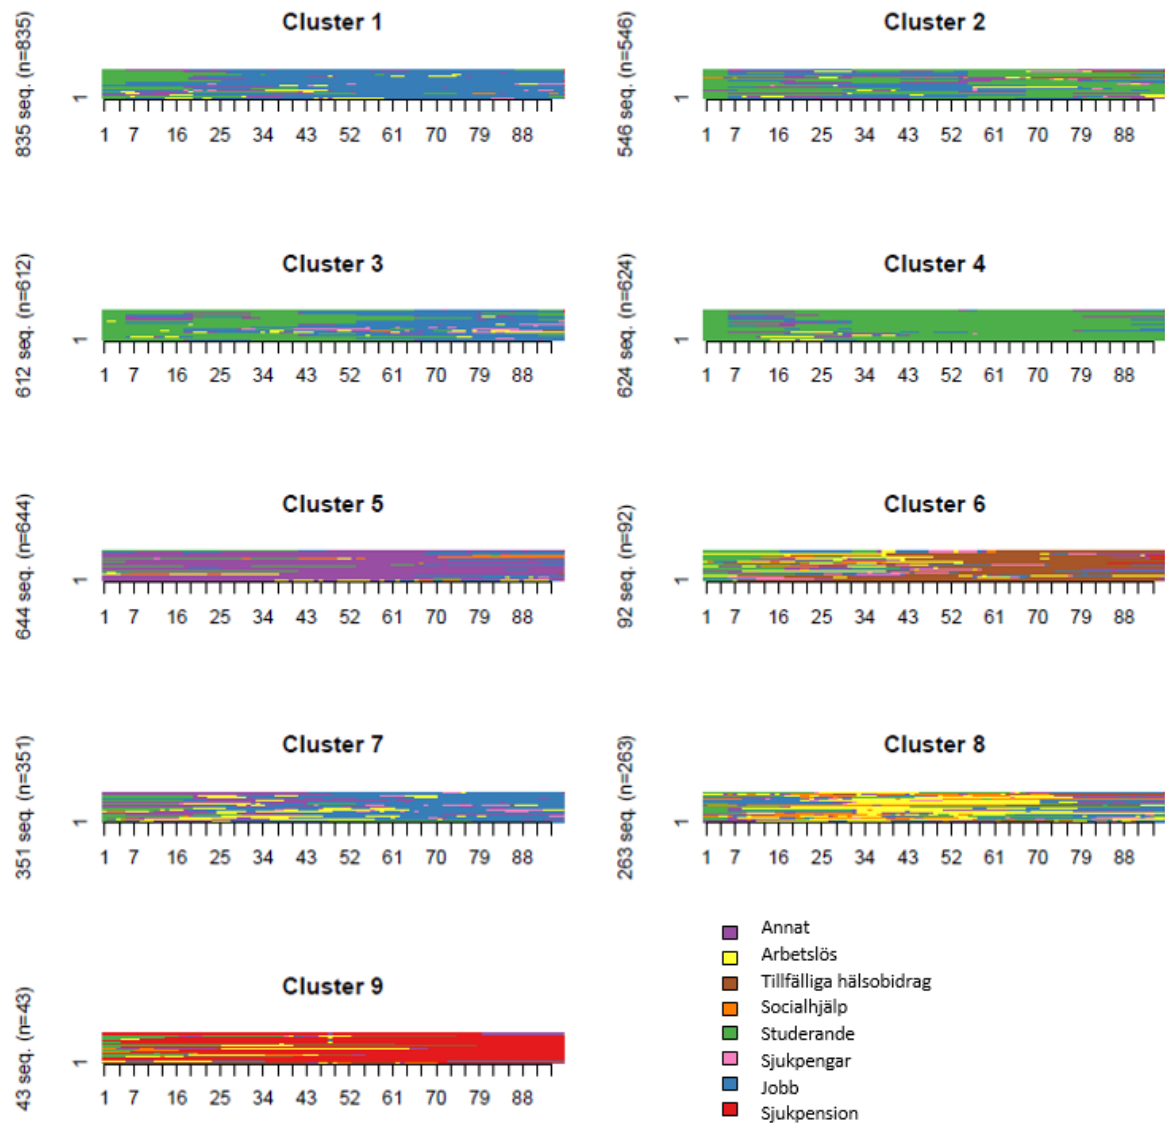 Cluster 1
835 seq. (n=835)
1
1 7 16 25 34 43 52 61 70 79 88
Cluster 2
546 seq. (n=546)
1
1 7 16 25 34 43 52 61 70 79 88
Cluster 3
612 seq. (n=612)
1
1 7 16 25 34 43 52 61 70 79 88
Cluster 4
624 seq. (n=624)
1
1 7 16 25 34 43 52 61 70 79 88
Cluster 5
644 seq. (n=644)
1
1 7 16 25 34 43 52 61 70 79 88
Cluster 6
92 seq. (n=92)
1
1 7 16 25 34 43 52 61 70 79 88
Cluster 7
351 seq. (n=351)
1
1 7 16 25 34 43 52 61 70 79 88
Cluster 8
263 seq. (n=263)
1
1 7 16 25 34 43 52 61 70 79 88
Cluster 9
43 seq. (n=43)
1
1 7 16 25 34 43 52 61 70 79 88
Annat
Arbetslös
Tillfälliga hälsobidrag
Socialhjälp
Studerande
Sjukpengar
Jobb
Sjukpension